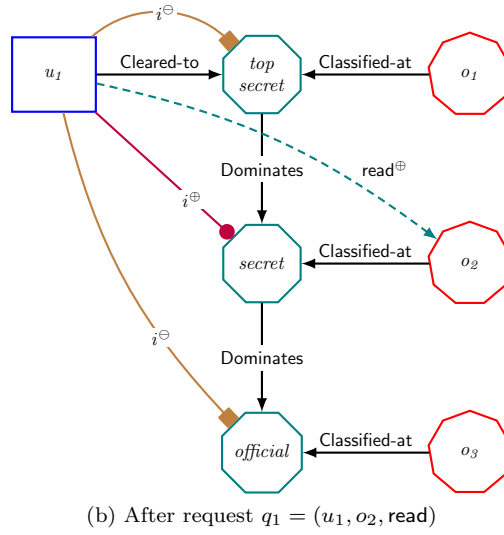 i⊖
u1
Cleared-to
top
secret
Classified-at
o1
Dominates
read⊕
i⊕
secret
Classified-at
o2
i⊖
Dominates
official
Classified-at
o3
(b) After request q1 = (u1, o2, read)